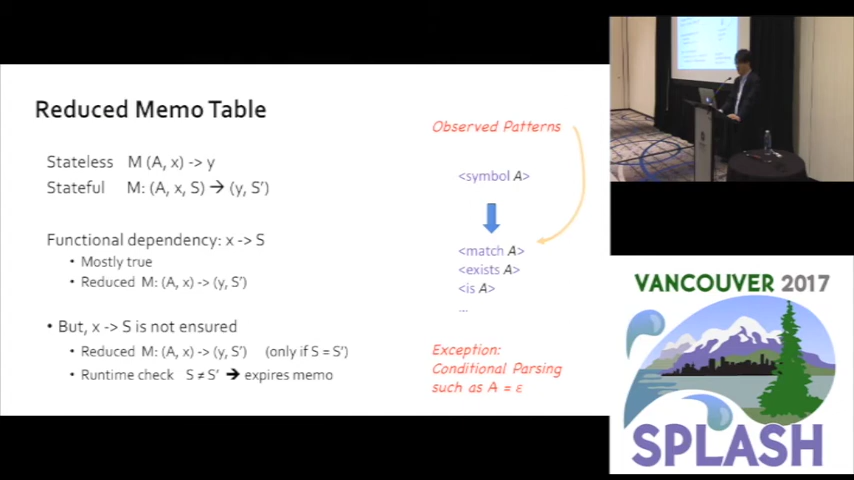 Reduced Memo Table
Stateless M (A, x) -> y
Stateful M: (A, x, S) → (y, S')
Functional dependency: x -> S
• Mostly true
• Reduced M: (A, x) -> (y, S')
• But, x -> S is not ensured
• Reduced M: (A, x) -> (y, S') (only if S = S')
• Runtime check S ≠ S' → expires memo
Observed Patterns
<symbol A>
<match A>
<exists A>
<is A>
...
Exception:
Conditional Parsing
such as A = ε
VANCOUVER 2017
SPLASH